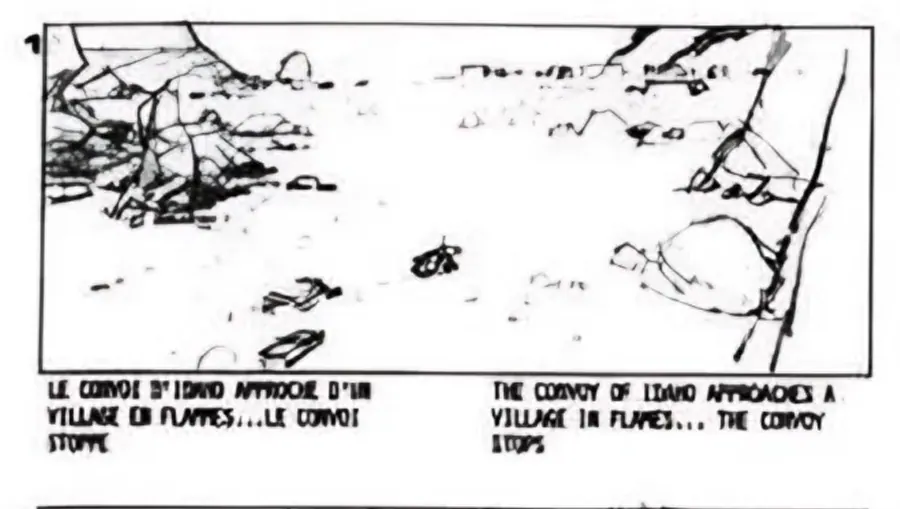 1
LE CONVOI D'IDAHO APPROCHE D'UN
VILLAGE EN FLAMMES...LE CONVOI
STOPPE
THE CONVOY OF IDAHO APPROACHES A
VILLAGE IN FLAMES... THE CONVOY
STOPS